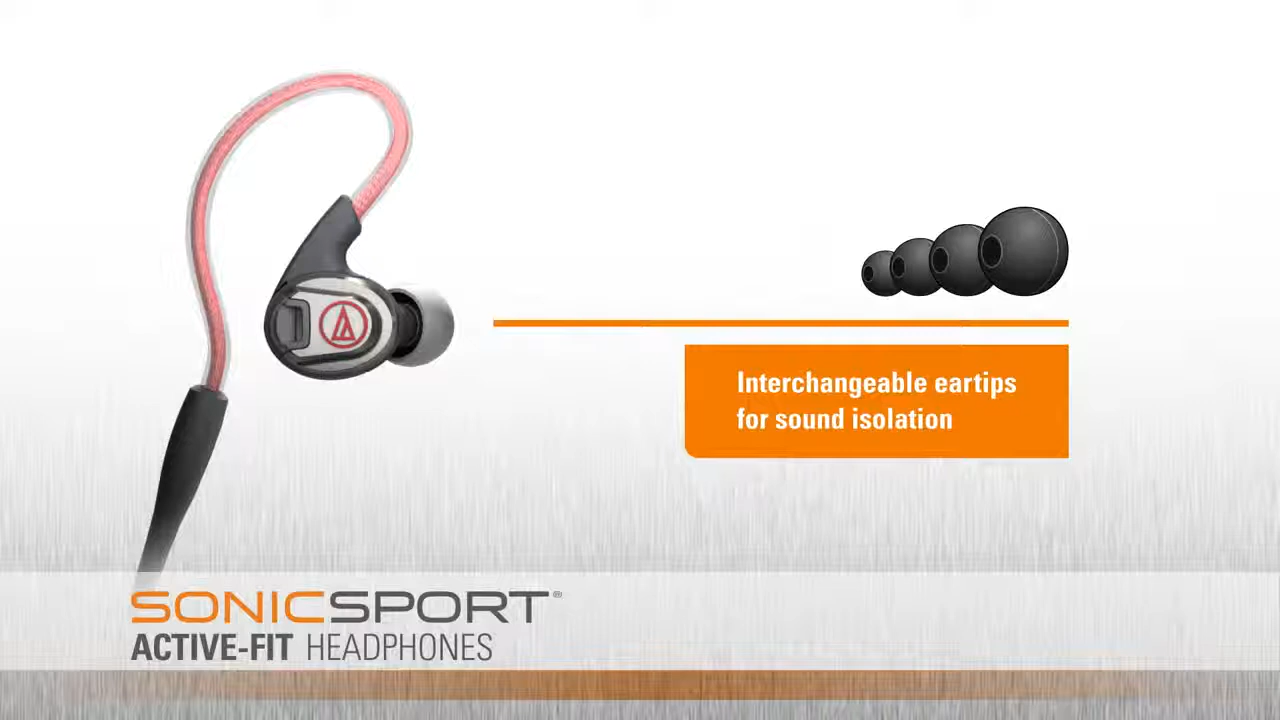 Interchangeable eartips
for sound isolation
SONICSPORT®
ACTIVE-FIT HEADPHONES